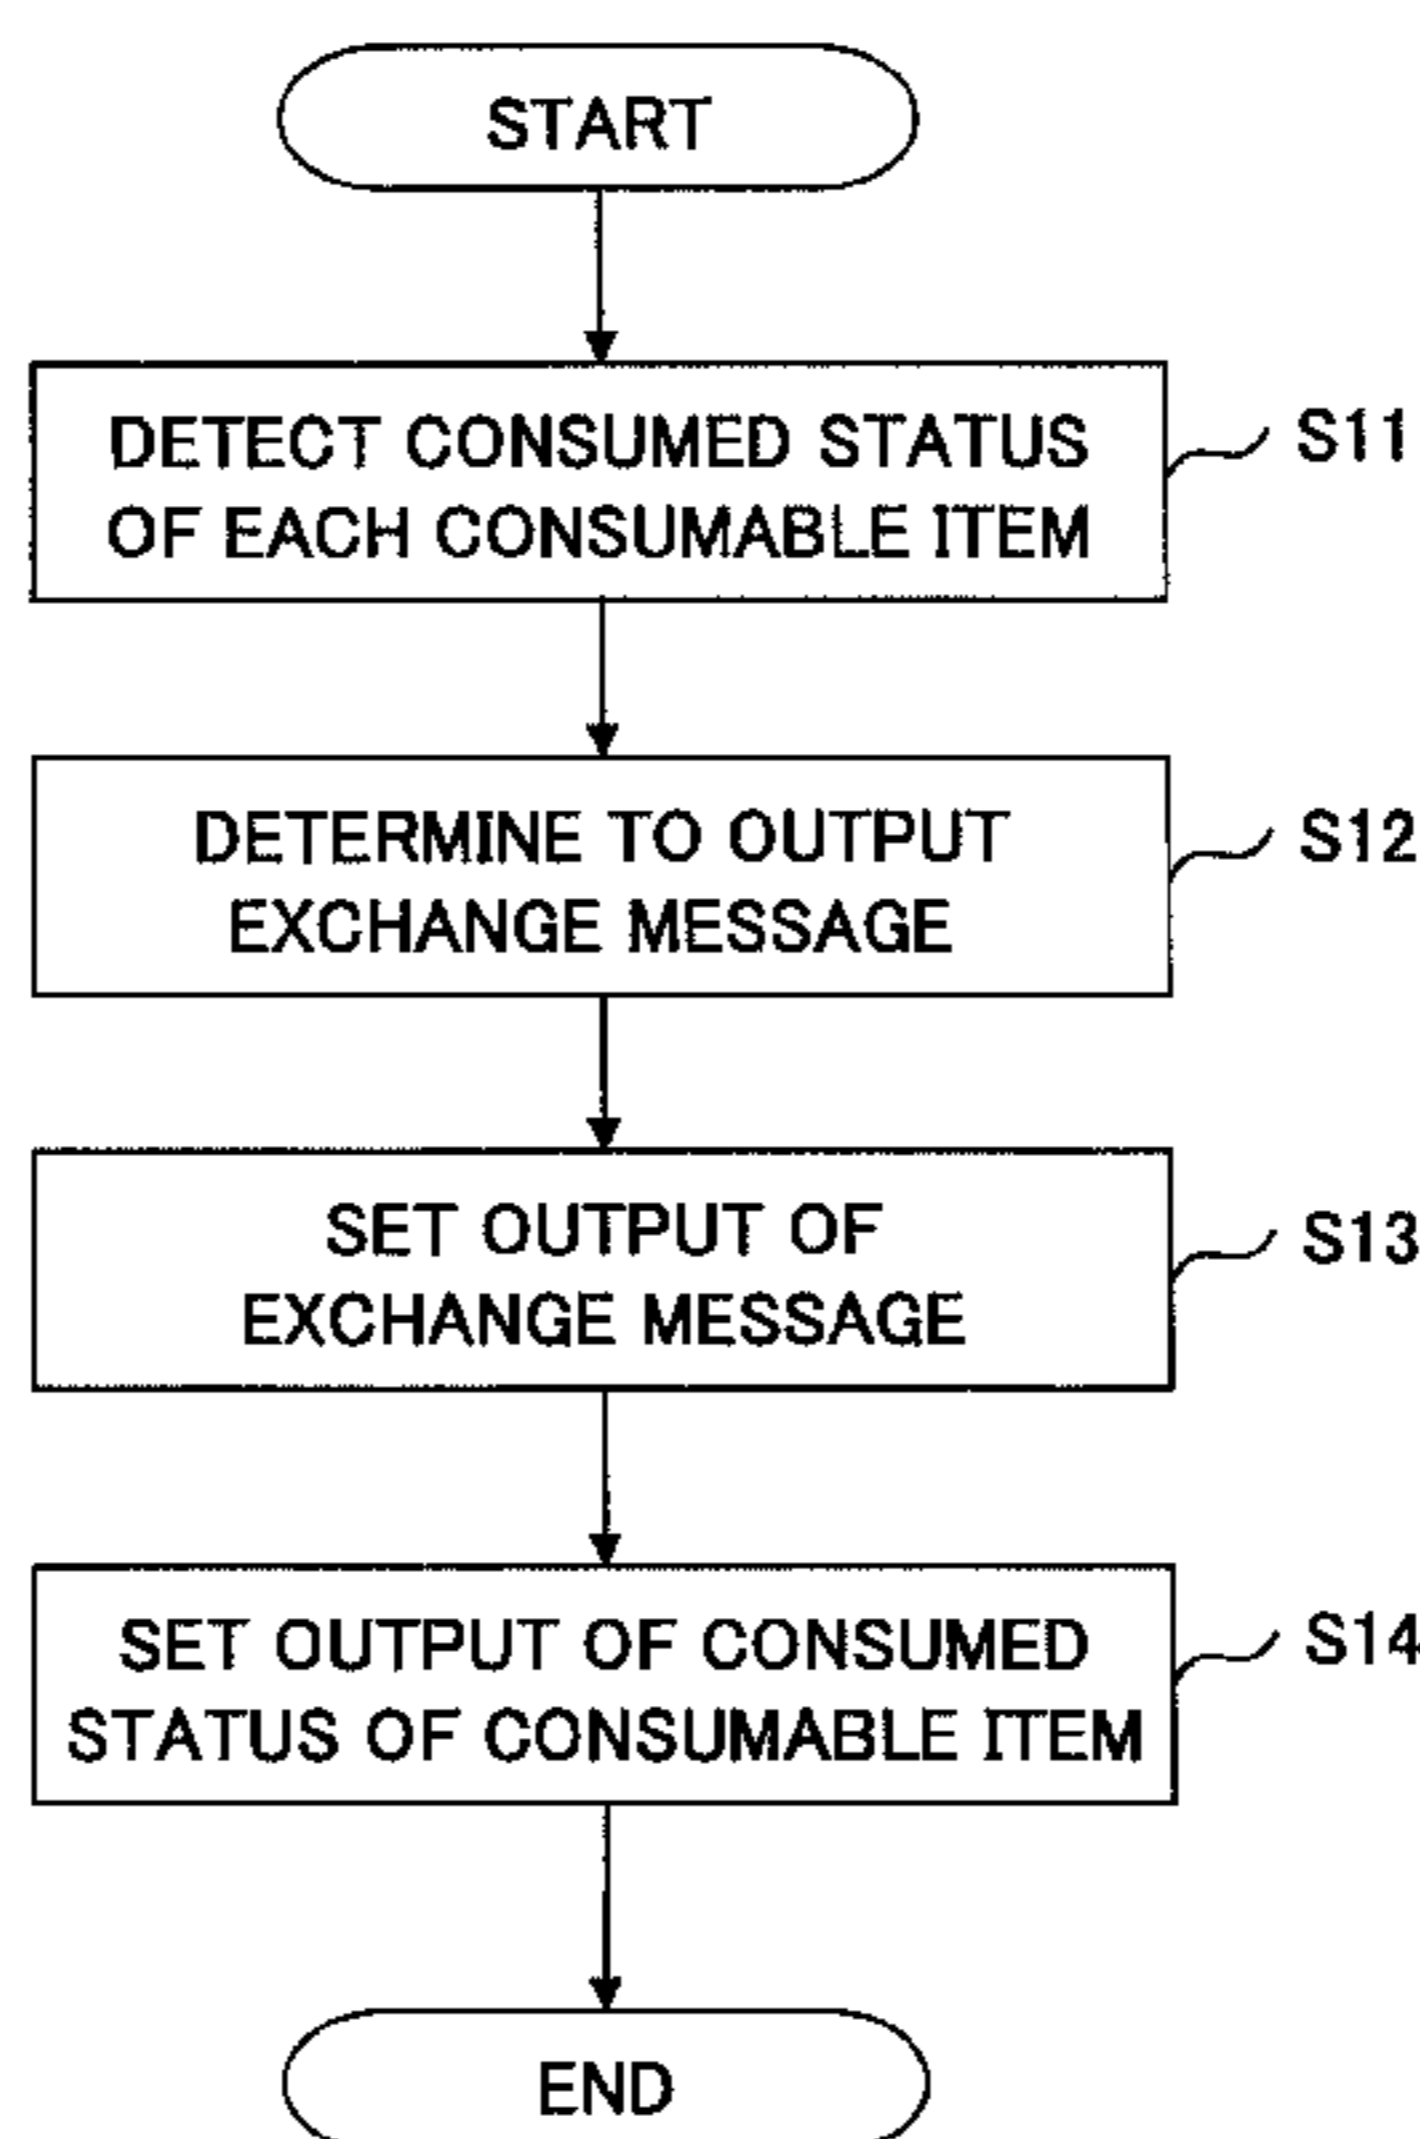 START
DETECT CONSUMED STATUS
OF EACH CONSUMABLE ITEM
S11
DETERMINE TO OUTPUT
EXCHANGE MESSAGE
S12
SET OUTPUT OF
EXCHANGE MESSAGE
S13
SET OUTPUT OF CONSUMED
STATUS OF CONSUMABLE ITEM
S14
END